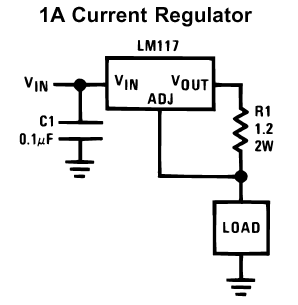 1A Current Regulator
LM117
VIN
VIN
VOUT
ADJ
C1
0.1μF
R1
1.2
2W
LOAD